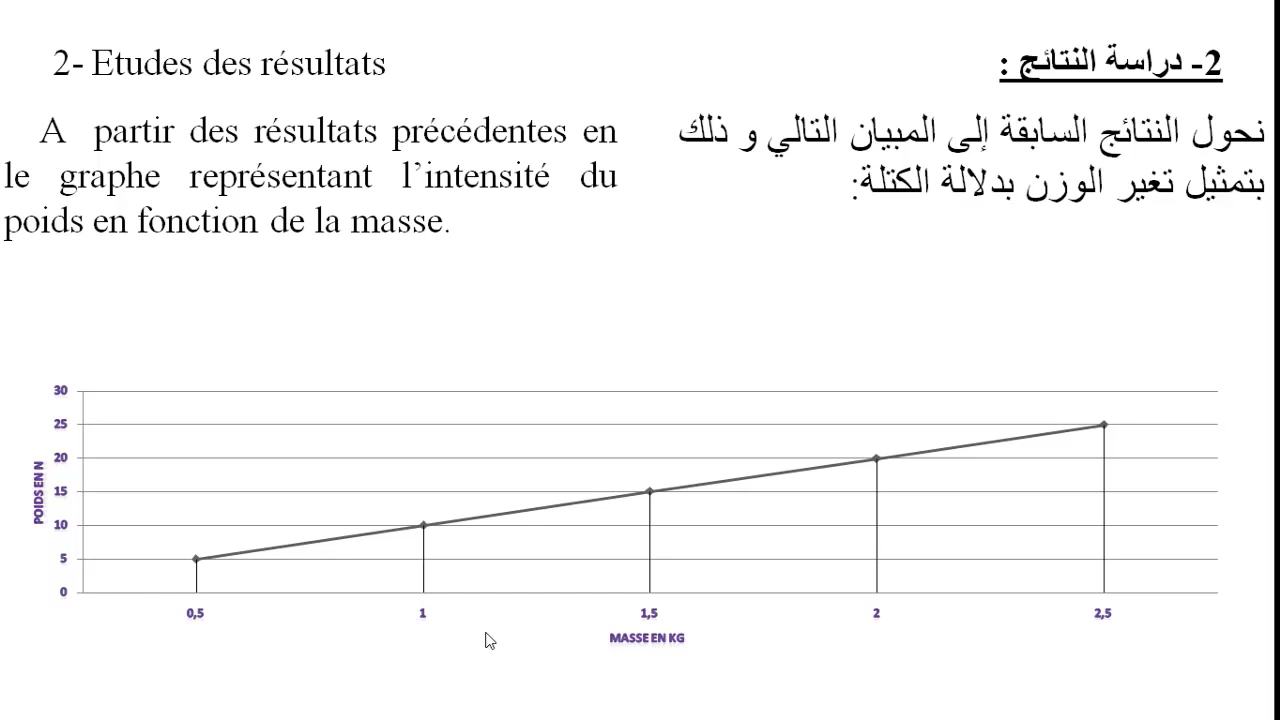 2- Etudes des résultats
A partir des résultats précédentes en
le graphe représentant l’intensité du
poids en fonction de la masse.
2- دراسة النتائج :
نحول النتائج السابقة إلى المبيان التالي و ذلك
بتمثيل تغير الوزن بدلالة الكتلة:
POIDS EN N
30
25
20
15
10
5
0
0,5 1 1,5 2 2,5
MASSE EN KG